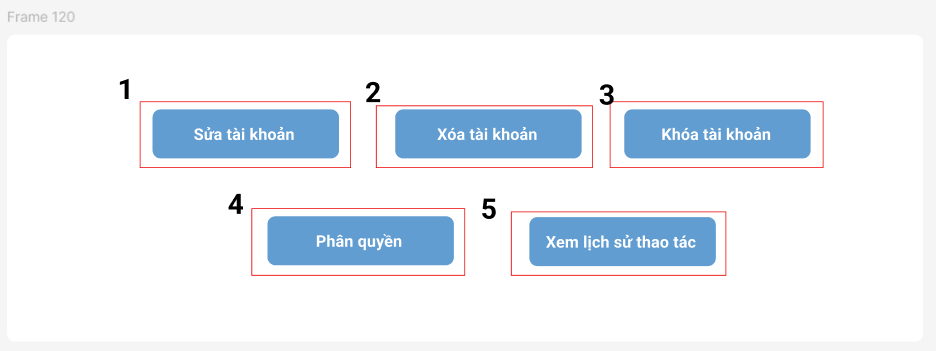 Frame 120
1
Sửa tài khoản
2
Xóa tài khoản
3
Khóa tài khoản
4
Phân quyền
5
Xem lịch sử thao tác